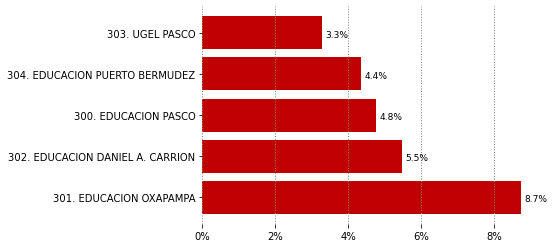 303. UGEL PASCO
3.3%
304. EDUCACION PUERTO BERMUDEZ
4.4%
300. EDUCACION PASCO
4.8%
302. EDUCACION DANIEL A. CARRION
5.5%
301. EDUCACION OXAPAMPA
8.7%
0% 2% 4% 6% 8%